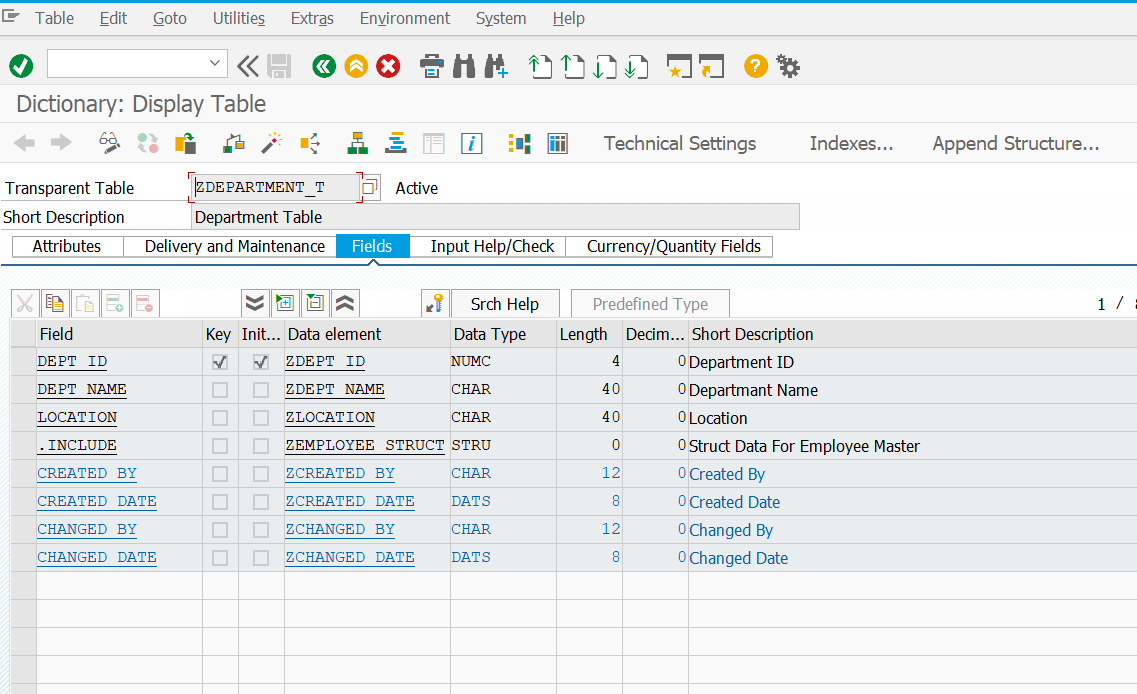 Table Edit Goto Utilities Extras Environment System Help
Dictionary: Display Table
Technical Settings Indexes... Append Structure...
Transparent Table ZDEPARTMENT_T Active
Short Description Department Table
Attributes Delivery and Maintenance Fields Input Help/Check Currency/Quantity Fields
Srch Help Predefined Type 1 /
Field Key Init... Data element Data Type Length Decim... Short Description
DEPT_ID ZDEPT_ID NUMC 4 0 Department ID
DEPT_NAME ZDEPT_NAME CHAR 40 0 Departmant Name
LOCATION ZLOCATION CHAR 40 0 Location
.INCLUDE ZEMPLOYEE_STRUCT STRU 0 0 Struct Data For Employee Master
CREATED_BY ZCREATED_BY CHAR 12 0 Created By
CREATED_DATE ZCREATED_DATE DATS 8 0 Created Date
CHANGED_BY ZCHANGED_BY CHAR 12 0 Changed By
CHANGED_DATE ZCHANGED_DATE DATS 8 0 Changed Date